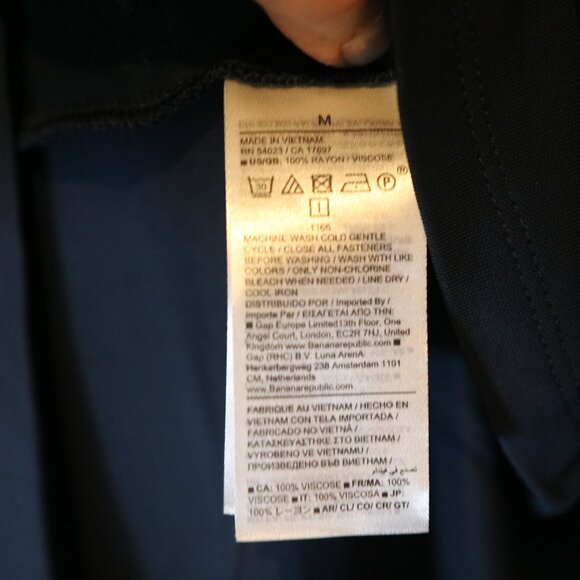 M
MADE IN VIETNAM
RN 54023 / CA 17897
■ US/GB: 100% RAYON / VISCOSE
30
P
®
I
1166
MACHINE WASH COLD GENTLE
CYCLE / CLOSE ALL FASTENERS
BEFORE WASHING / WASH WITH LIKE
COLORS / ONLY NON-CHLORINE
BLEACH WHEN NEEDED / LINE DRY /
COOL IRON
DISTRIBUIDO POR / Imported By /
Importe Par / ΕΙΣΑΓΕΤΑΙ ΑΠΟ ΤΗΝ:
■ Gap Europe Limited13th Floor, One
Angel Court, London, EC2R 7HJ, United
Kingdom www.Bananarepublic.com ■
Gap (RHC) B.V. Luna ArenA.
Herikerbergweg 238 Amsterdam 1101
CM, Netherlands
www.Bananarepublic.com
FABRIQUE AU VIETNAM / HECHO EN
VIETNAM CON TELA IMPORTADA /
FABRICADO NO VIETNÃ /
ΚΑΤΑΣΚΕΥΑΣΤΗΚΕ ΣΤΟ ΒΙΕΤΝΑΜ /
VYROBENO VE VIETNAMU /
ПРОИЗВЕДЕНО ВЪВ ВИЕТНАМ /
تصنع في فيتنام
■ CA: 100% VISCOSE ■ FR/MA: 100%
VISCOSE ■ IT: 100% VISCOSA ■ JP:
100% レーヨン ■ AR/ CL/ CO/ CR/ GT/